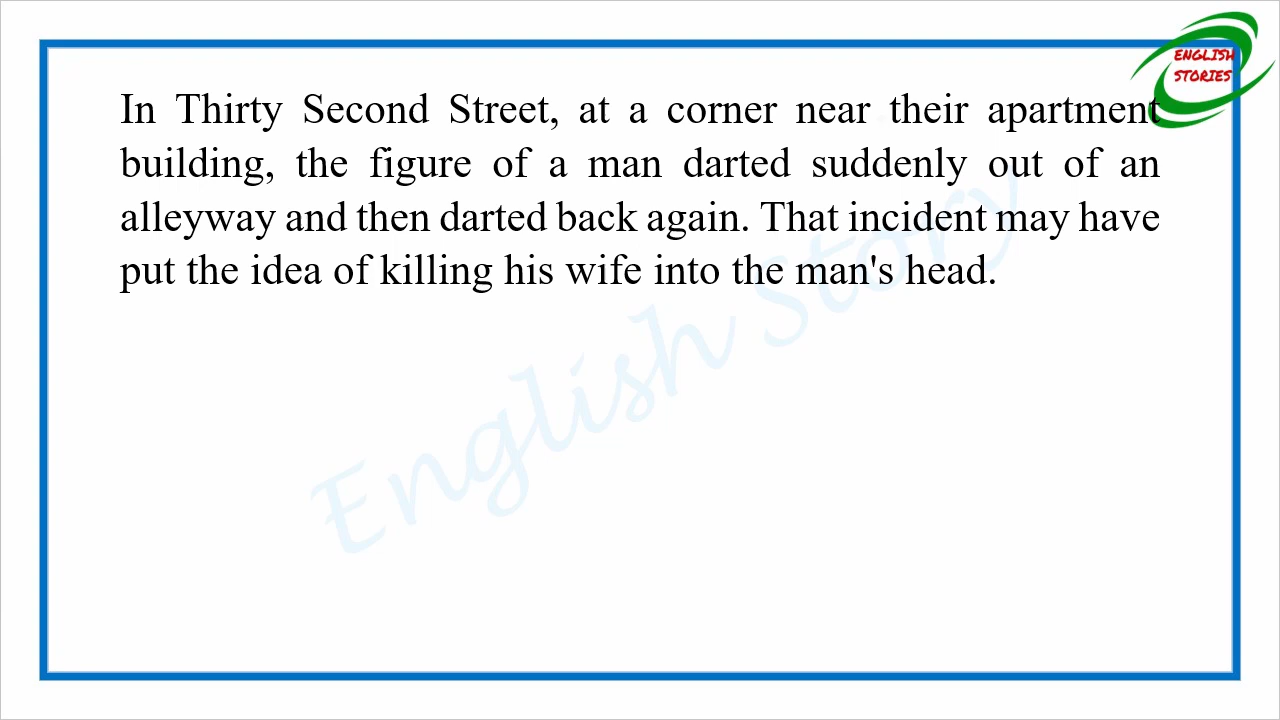 ENGLISH
STORIES
In Thirty Second Street, at a corner near their apartment
building, the figure of a man darted suddenly out of an
alleyway and then darted back again. That incident may have
put the idea of killing his wife into the man's head.
English Story